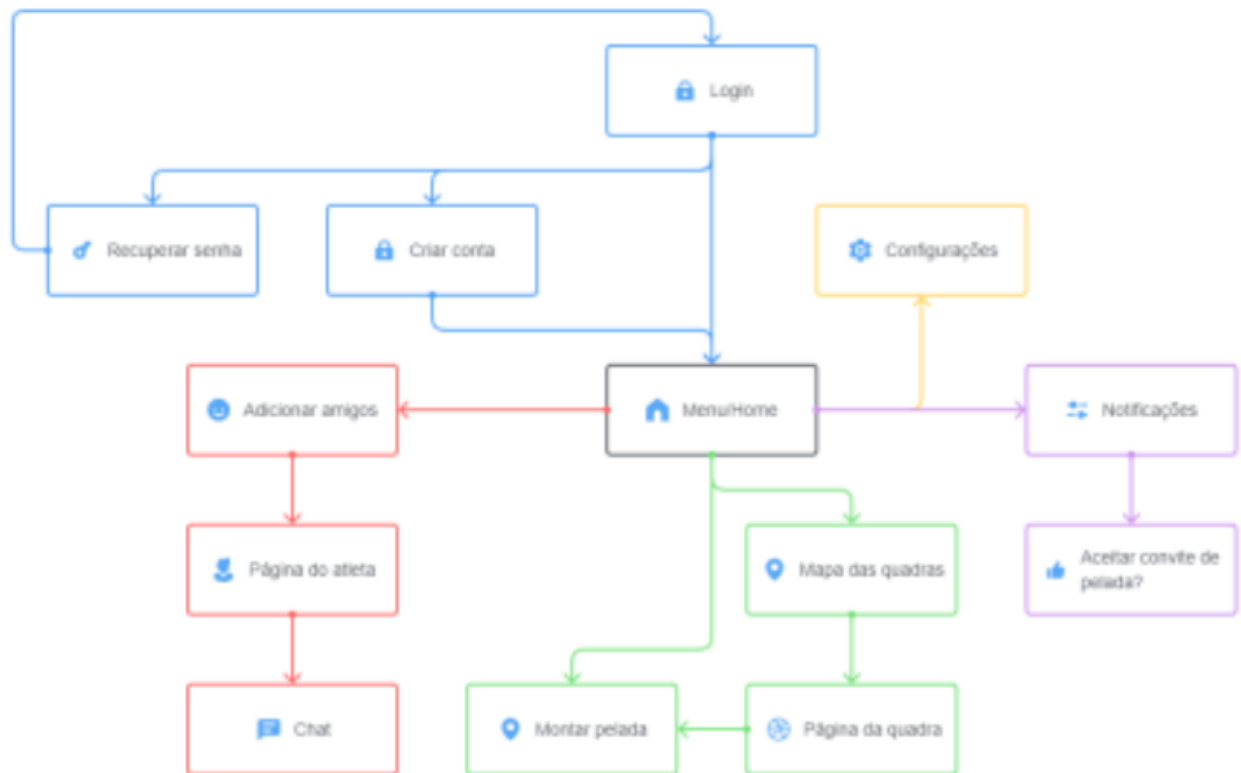 Login
Recuperar senha
Criar conta
Configurações
Adicionar amigos
Menu/Home
Notificações
Página do atleta
Mapa das quadras
Aceitar convite de
pelada?
Chat
Montar pelada
Página da quadra